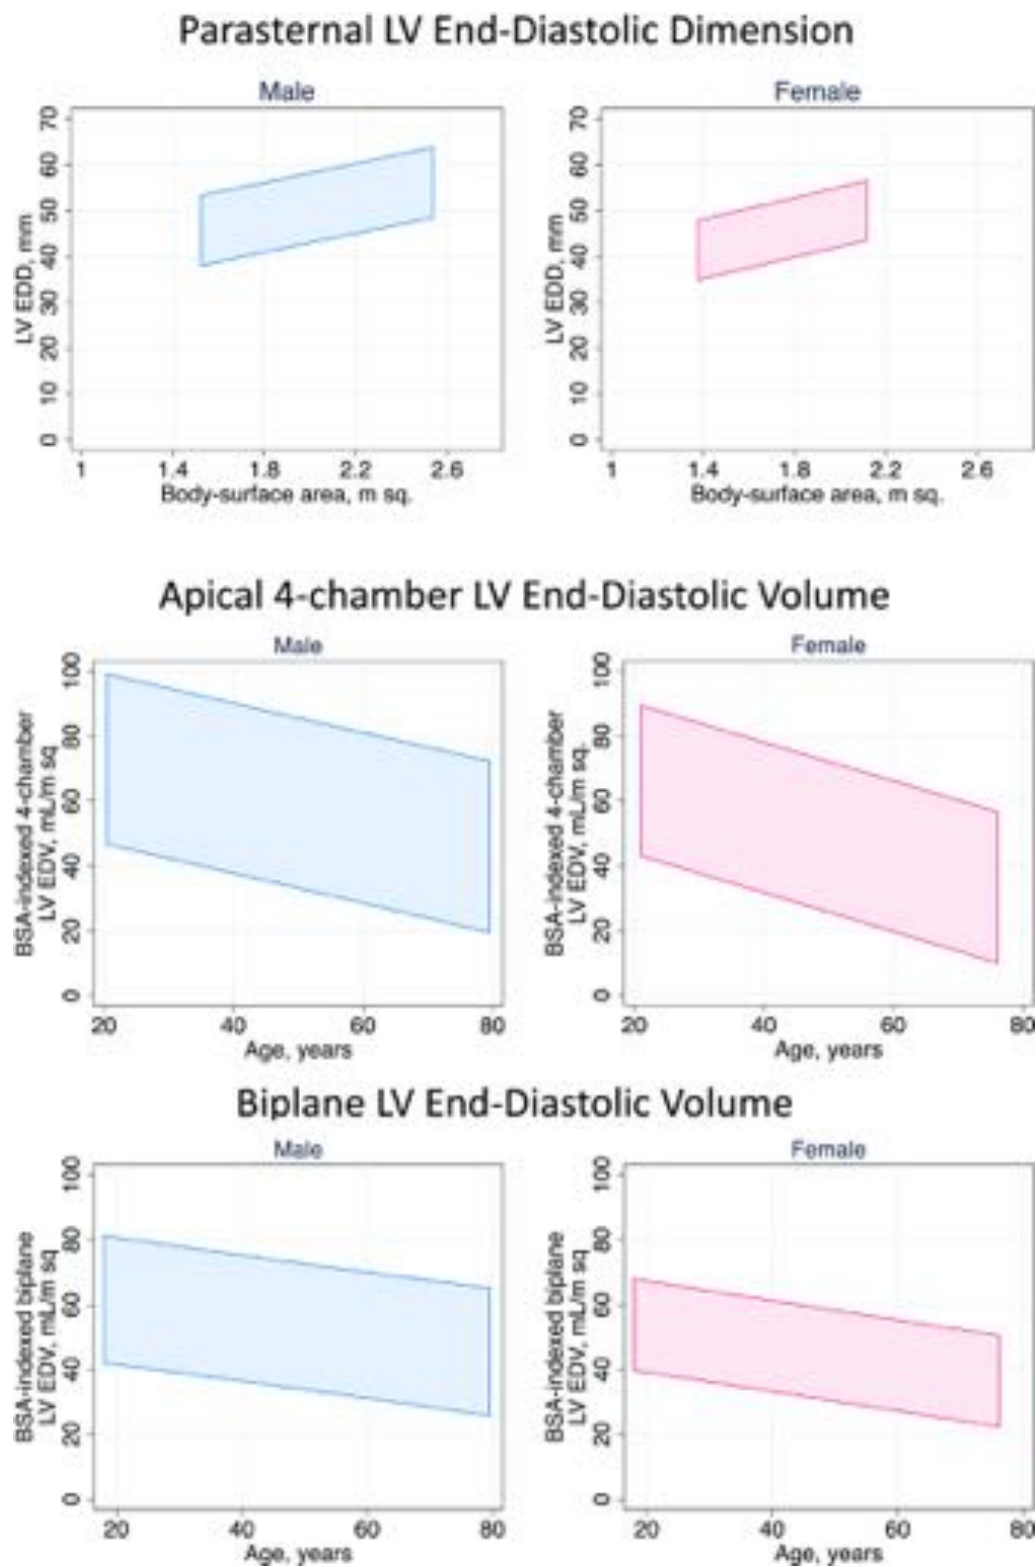 Parasternal LV End-Diastolic Dimension
Male
Female
LV EDD, mm
0 10 20 30 40 50 60 70
1 1.4 1.8 2.2 2.6
Body-surface area, m sq.
LV EDD, mm
0 10 20 30 40 50 60 70
1 1.4 1.8 2.2 2.6
Body-surface area, m sq.
Apical 4-chamber LV End-Diastolic Volume
Male
Female
BSA-indexed 4-chamber
LV EDV, mL/m sq
0 20 40 60 80 100
20 40 60 80
Age, years
BSA-indexed 4-chamber
LV EDV, mL/m sq.
0 20 40 60 80 100
20 40 60 80
Age, years
Biplane LV End-Diastolic Volume
Male
Female
BSA-indexed biplane
LV EDV, mL/m sq
0 20 40 60 80 100
20 40 60 80
Age, years
BSA-indexed biplane
LV EDV, mL/m sq
0 20 40 60 80 100
20 40 60 80
Age, years